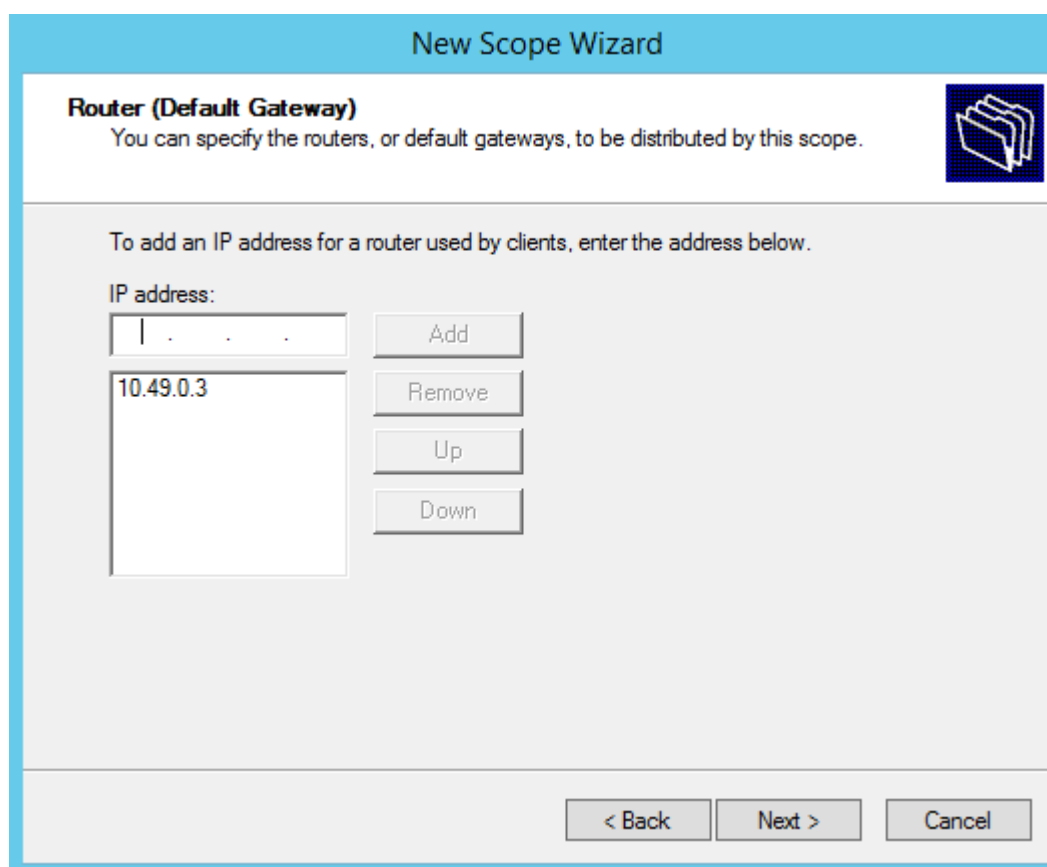 New Scope Wizard
Router (Default Gateway)
You can specify the routers, or default gateways, to be distributed by this scope.
To add an IP address for a router used by clients, enter the address below.
IP address:
. . .
Add
10.49.0.3
Remove
Up
Down
< Back
Next >
Cancel